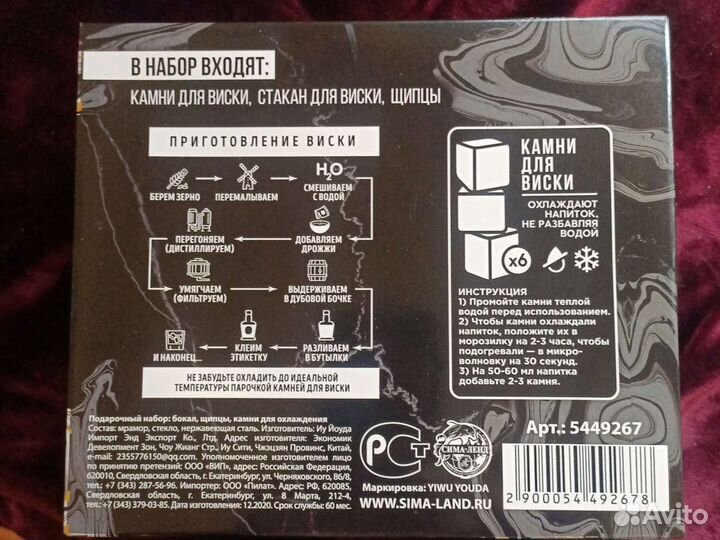 В НАБОР ВХОДЯТ:
КАМНИ ДЛЯ ВИСКИ, СТАКАН ДЛЯ ВИСКИ, ЩИПЦЫ
ПРИГОТОВЛЕНИЕ ВИСКИ
БЕРЕМ ЗЕРНО
ПЕРЕМАЛЫВАЕМ
H2O
СМЕШИВАЕМ
С ВОДОЙ
ПЕРЕГОНЯЕМ
(ДИСТИЛЛИРУЕМ)
ДОБАВЛЯЕМ
ДРОЖЖИ
УМЯГЧАЕМ
(ФИЛЬТРУЕМ)
ВЫДЕРЖИВАЕМ
В ДУБОВОЙ БОЧКЕ
И НАКОНЕЦ...
КЛЕИМ
ЭТИКЕТКУ
РАЗЛИВАЕМ
В БУТЫЛКИ
НЕ ЗАБУДЬТЕ ОХЛАДИТЬ ДО ИДЕАЛЬНОЙ
ТЕМПЕРАТУРЫ ПАРОЧКОЙ КАМНЕЙ ДЛЯ ВИСКИ
КАМНИ
ДЛЯ
ВИСКИ
ОХЛАЖДАЮТ
НАПИТОК,
НЕ РАЗБАВЛЯЯ
ВОДОЙ
x6
ИНСТРУКЦИЯ
1) Промойте камни теплой
водой перед использованием.
2) Чтобы камни охлаждали
напиток, положите их в
морозилку на 2-3 часа, чтобы
подогревали — в микро-
волновку на 30 секунд.
3) На 50-60 мл напитка
добавьте 2-3 камня.
Подарочный набор: бокал, щипцы, камни для охлаждения
Состав: мрамор, стекло, нержавеющая сталь. Изготовитель: Иу Йоуда
Импорт Энд Экспорт Ко., Лтд. Адрес изготовителя: Экономик
Девелопмент Зон, Чоу Жианг Стр., Иу Сити, Чжэцзян Провинс, Китай,
e-mail: 2355776150@qq.com. Уполномоченное изготовителем лицо
по принятию претензий: ООО «ВИП», адрес: Российская Федерация,
620010, Свердловская область, г. Екатеринбург, ул. Черняховского, 86/8,
тел.: +7 (343) 287-56-96. Импортер: ООО «Пилат». Адрес: РФ, 620085,
Свердловская область, г. Екатеринбург, ул. 8 Марта, 212-4,
тел.: +7 (343) 379-03-85. Дата изготовления: 12.2020. Срок службы: 60 мес.
РСТ
СИМА-ЛЕНД
Маркировка: YIWU YOUDA
WWW.SIMA-LAND.RU
Арт.: 5449267
2 900054 492678
Avito